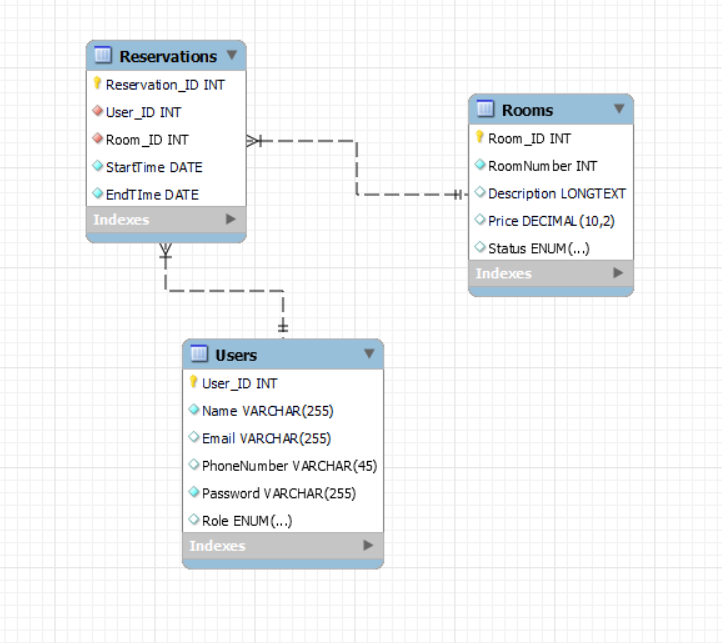 Reservations
Reservation_ID INT
User_ID INT
Room_ID INT
StartTime DATE
EndTIme DATE
Indexes
Rooms
Room_ID INT
RoomNumber INT
Description LONGTEXT
Price DECIMAL(10,2)
Status ENUM(...)
Indexes
Users
User_ID INT
Name VARCHAR(255)
Email VARCHAR(255)
PhoneNumber VARCHAR(45)
Password VARCHAR(255)
Role ENUM(...)
Indexes